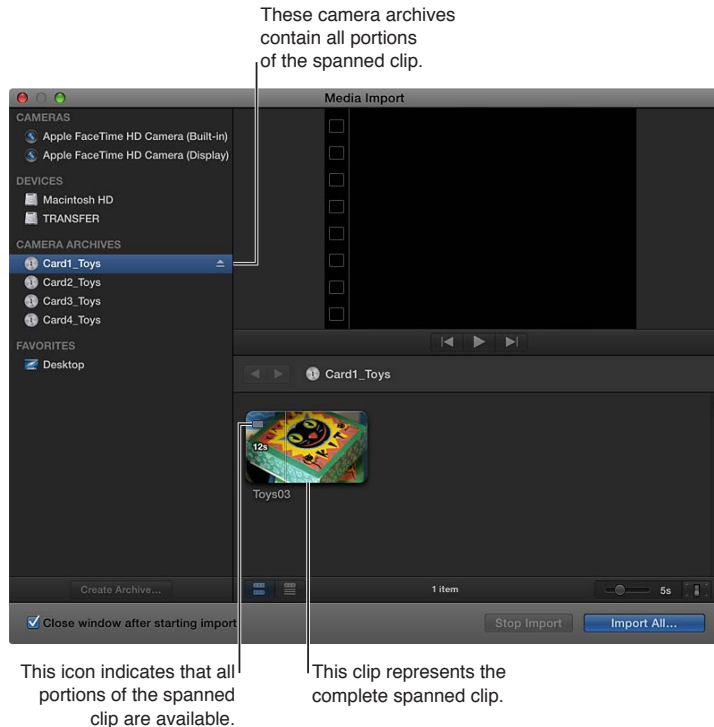 These camera archives
contain all portions
of the spanned clip.
Media Import
CAMERAS
Apple FaceTime HD Camera (Built-in)
Apple FaceTime HD Camera (Display)
DEVICES
Macintosh HD
TRANSFER
CAMERA ARCHIVES
Card1_Toys
Card2_Toys
Card3_Toys
Card4_Toys
FAVORITES
Desktop
Card1_Toys
12s
Toys03
Create Archive...
1 item
5s
Close window after starting import
Stop Import
Import All...
This icon indicates that all
portions of the spanned
clip are available.
This clip represents the
complete spanned clip.